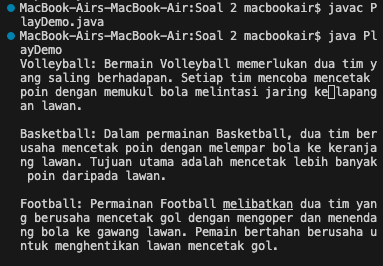 MacBook-Airs-MacBook-Air:Soal 2 macbookair$ javac P
layDemo.java
MacBook-Airs-MacBook-Air:Soal 2 macbookair$ java Pl
ayDemo
Volleyball: Bermain Volleyball memerlukan dua tim y
ang saling berhadapan. Setiap tim mencoba mencetak
poin dengan memukul bola melintasi jaring ke lapang
an lawan.

Basketball: Dalam permainan Basketball, dua tim ber
usaha mencetak poin dengan melempar bola ke keranja
ng lawan. Tujuan utama adalah mencetak lebih banyak
poin daripada lawan.

Football: Permainan Football melibatkan dua tim yan
g berusaha mencetak gol dengan mengoper dan menenda
ng bola ke gawang lawan. Pemain bertahan berusaha u
ntuk menghentikan lawan mencetak gol.